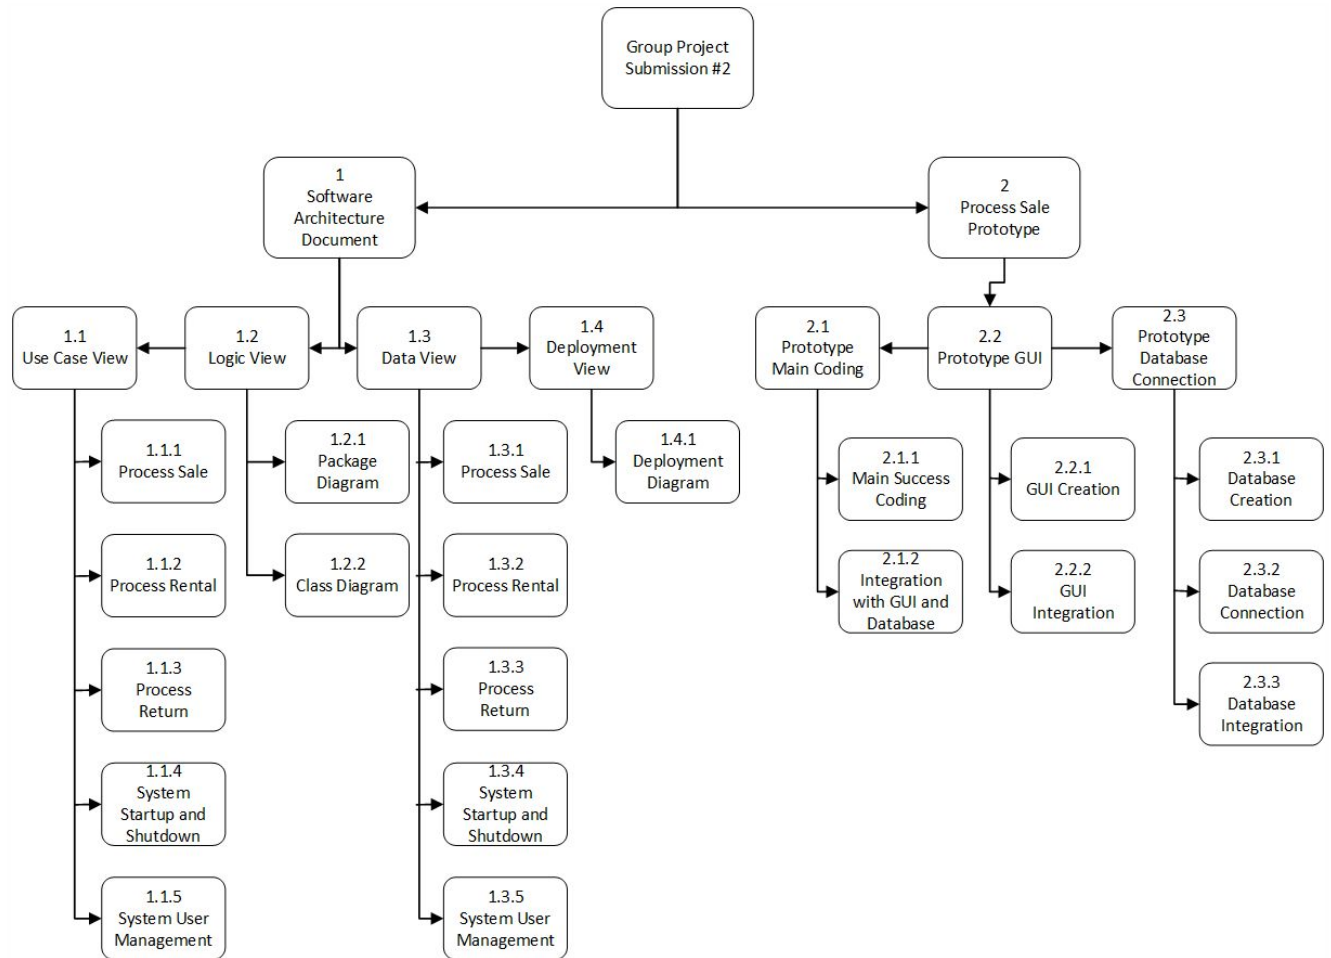 Group Project
Submission #2
1
Software
Architecture
Document
2
Process Sale
Prototype
1.1
Use Case View
1.2
Logic View
1.3
Data View
1.4
Deployment
View
2.1
Prototype
Main Coding
2.2
Prototype GUI
2.3
Prototype
Database
Connection
1.1.1
Process Sale
1.2.1
Package
Diagram
1.3.1
Process Sale
1.4.1
Deployment
Diagram
2.1.1
Main Success
Coding
2.2.1
GUI Creation
2.3.1
Database
Creation
1.1.2
Process Rental
1.2.2
Class Diagram
1.3.2
Process Rental
2.1.2
Integration
with GUI and
Database
2.2.2
GUI
Integration
2.3.2
Database
Connection
1.1.3
Process
Return
1.3.3
Process
Return
2.3.3
Database
Integration
1.1.4
System
Startup and
Shutdown
1.3.4
System
Startup and
Shutdown
1.1.5
System User
Management
1.3.5
System User
Management